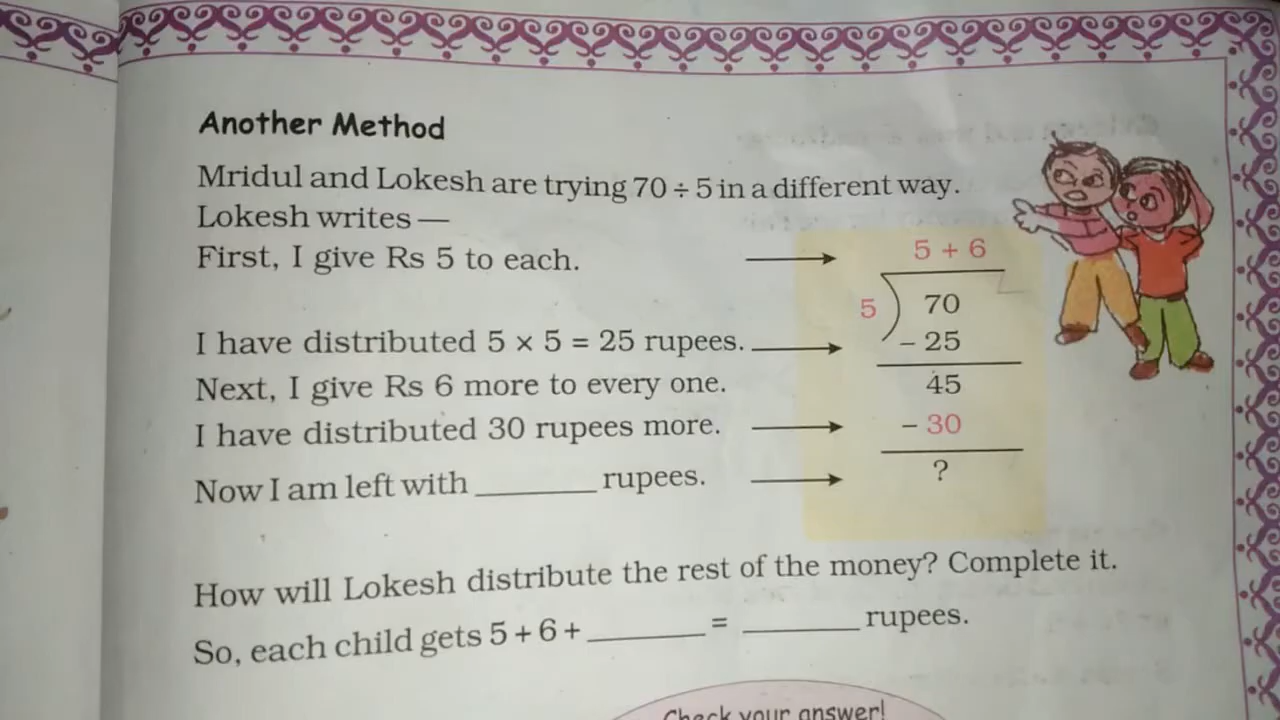 Another Method
Mridul and Lokesh are trying 70 ÷ 5 in a different way.
Lokesh writes —
First, I give Rs 5 to each.
5 + 6
5 ) 70
I have distributed 5 × 5 = 25 rupees.
– 25
Next, I give Rs 6 more to every one.
45
I have distributed 30 rupees more.
– 30
Now I am left with ________ rupees.
?
How will Lokesh distribute the rest of the money? Complete it.
So, each child gets 5 + 6 + ________ = ________ rupees.
Check your answer!